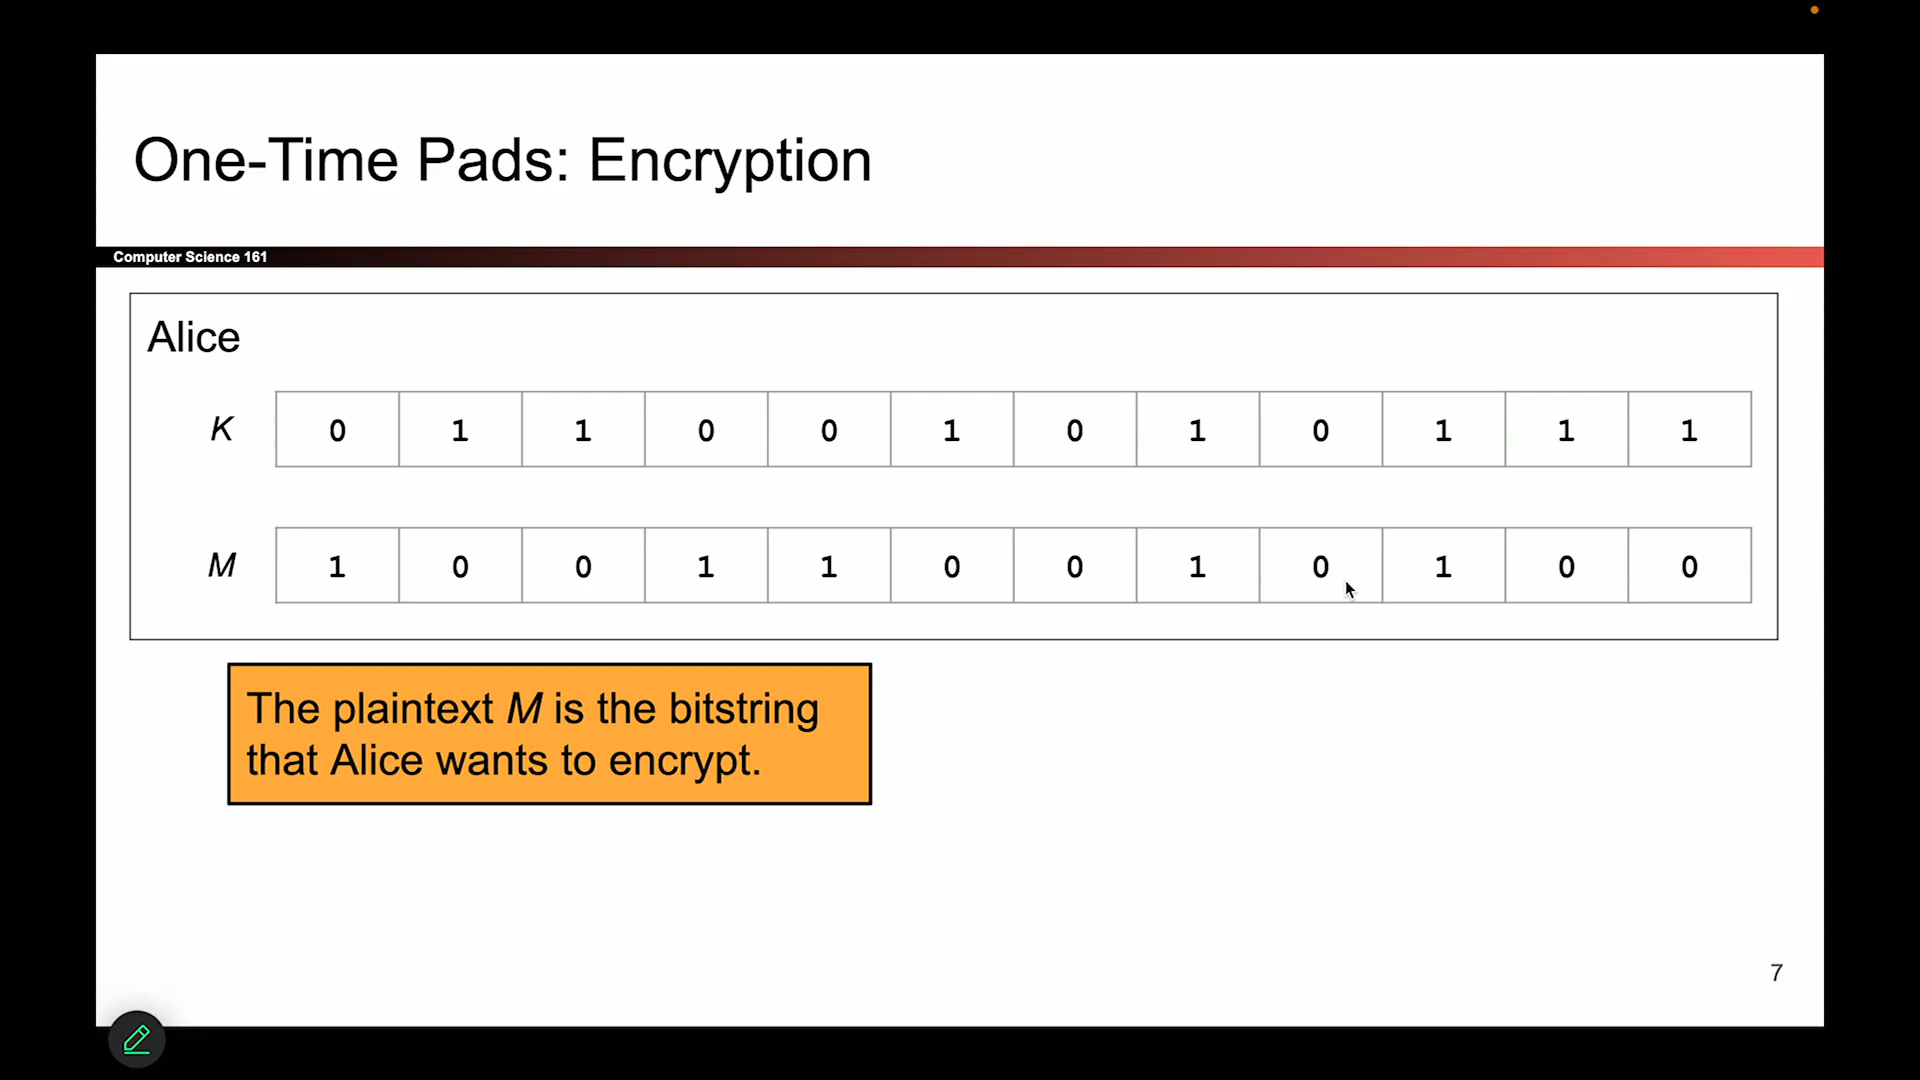 One-Time Pads: Encryption
Computer Science 161
Alice
K 0 1 1 0 0 1 0 1 0 1 1 1
M 1 0 0 1 1 0 0 1 0 1 0 0
The plaintext M is the bitstring
that Alice wants to encrypt.
7